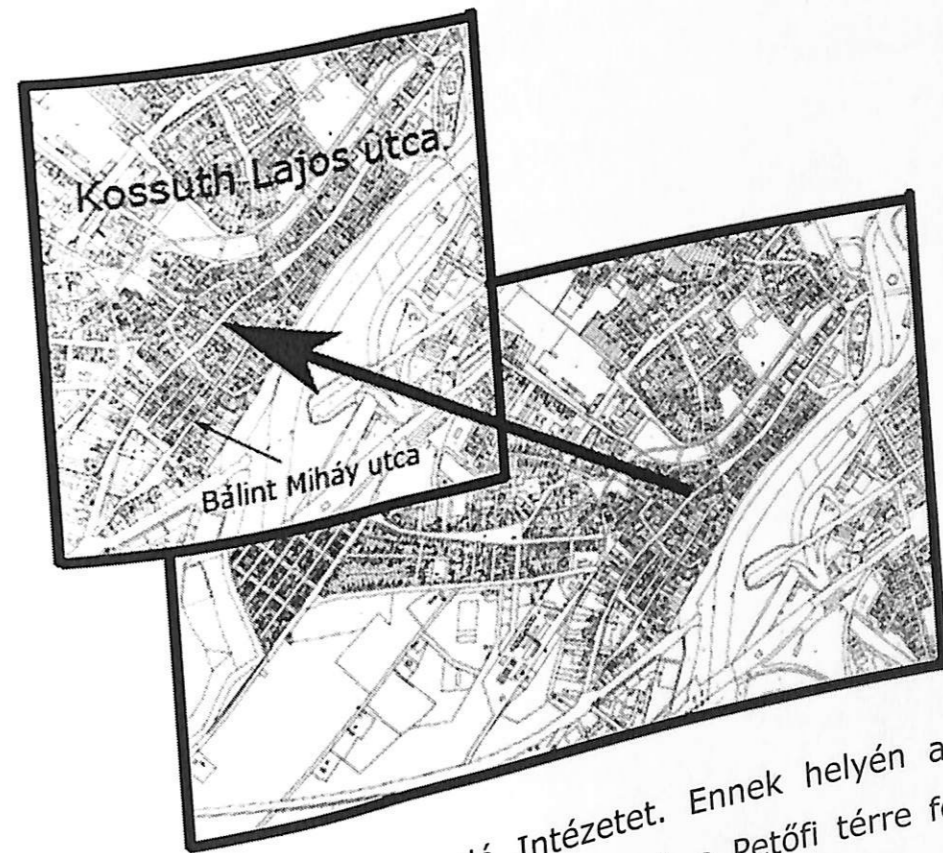 Kossuth Lajos utca
Bálint Miháy utca
Intézetet. Ennek helyén a
Petőfi térre